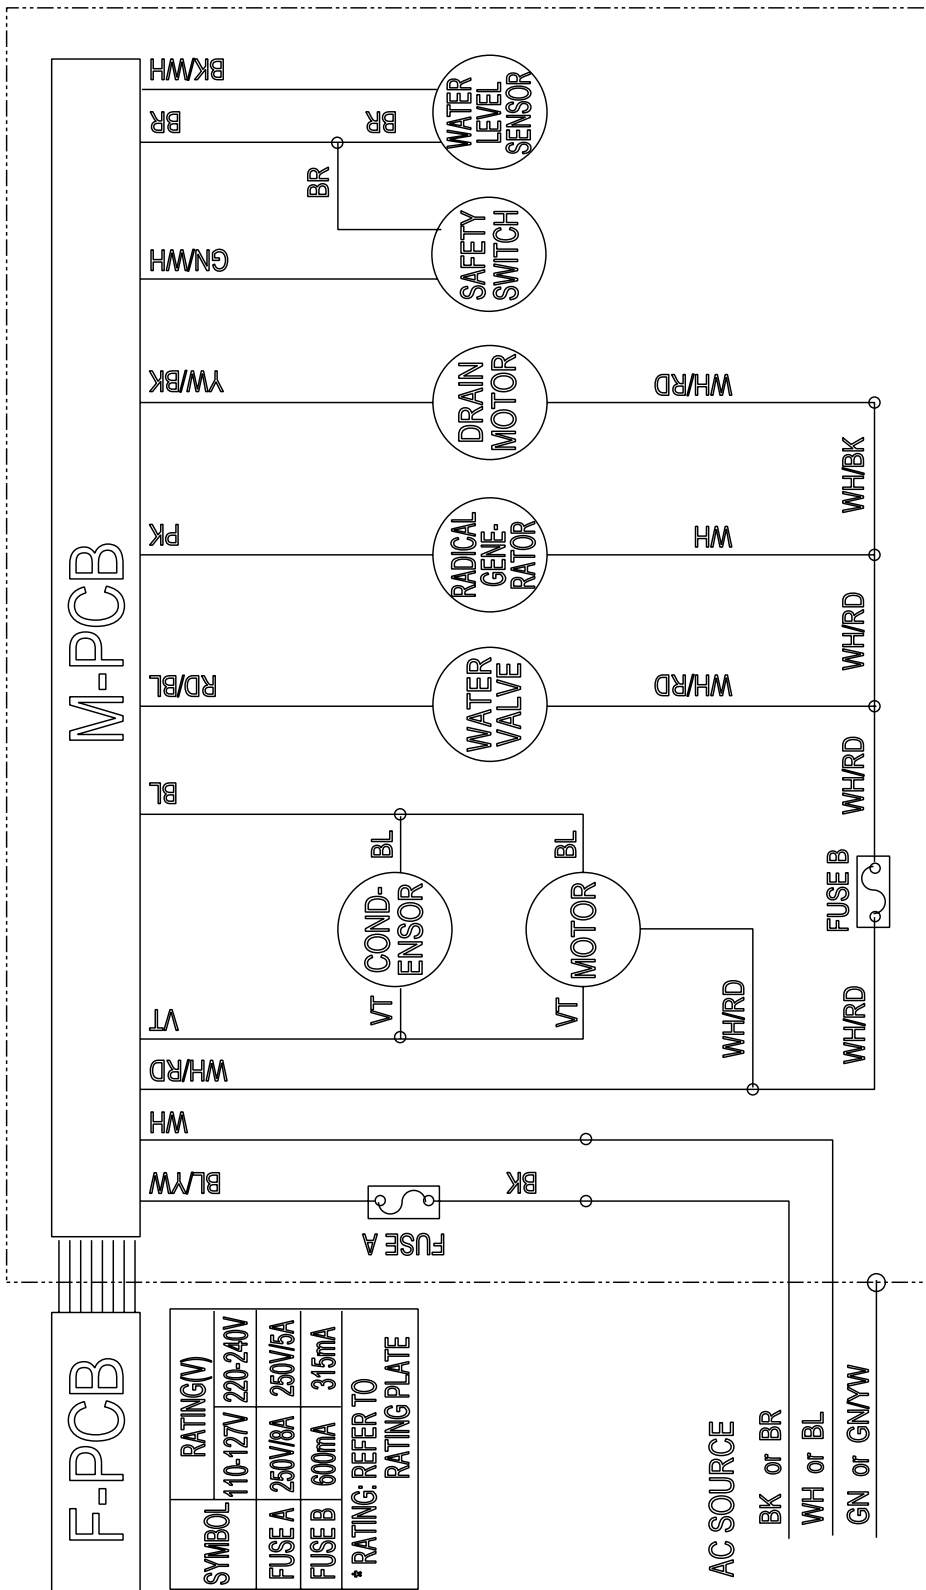 F-PCB
M-PCB
SYMBOL
RATING(V)
110-127V
220-240V
FUSE A
250V/8A
250V/5A
FUSE B
600mA
315mA
* RATING: REFER TO
RATING PLATE
BL/YW
WH
WH/RD
VT
BL
RD/BL
PK
YW/BK
GN/WH
BR
BK/WH
FUSE A
BK
VT
COND-
ENSOR
BL
VT
MOTOR
BL
WATER
VALVE
RADICAL
GENE-
RATOR
DRAIN
MOTOR
SAFETY
SWITCH
BR
BR
WATER
LEVEL
SENSOR
WH/RD
WH/RD
WH
WH/RD
AC SOURCE
BK or BR
WH or BL
GN or GN/YW
WH/RD
FUSE B
WH/RD
WH/RD
WH/BK